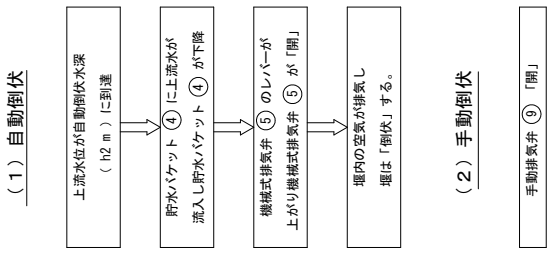 （１）自動倒伏
上流水位が自動倒伏水深
（ h2 m ）に到達
貯水バケット ④ に上流水が
流入し貯水バケット ④ が下降
機械式排気弁 ⑤ のレバーが
上がり機械式排気弁 ⑤ が「開」
堰内の空気が排気し
堰は「倒伏」する。
（２）手動倒伏
手動排気弁 ⑨ 「開」